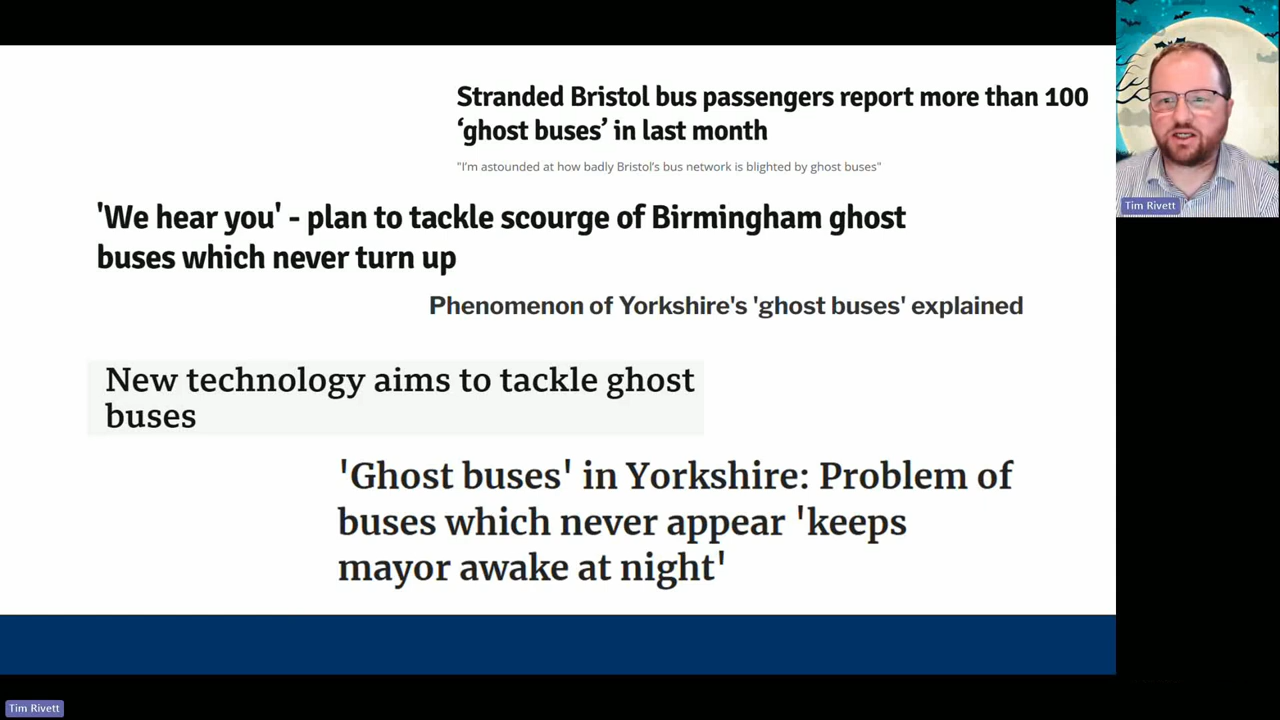 Stranded Bristol bus passengers report more than 100
‘ghost buses’ in last month
"I'm astounded at how badly Bristol's bus network is blighted by ghost buses"
'We hear you' - plan to tackle scourge of Birmingham ghost
buses which never turn up
Phenomenon of Yorkshire's 'ghost buses' explained
New technology aims to tackle ghost
buses
'Ghost buses' in Yorkshire: Problem of
buses which never appear 'keeps
mayor awake at night'
Tim Rivett
Tim Rivett